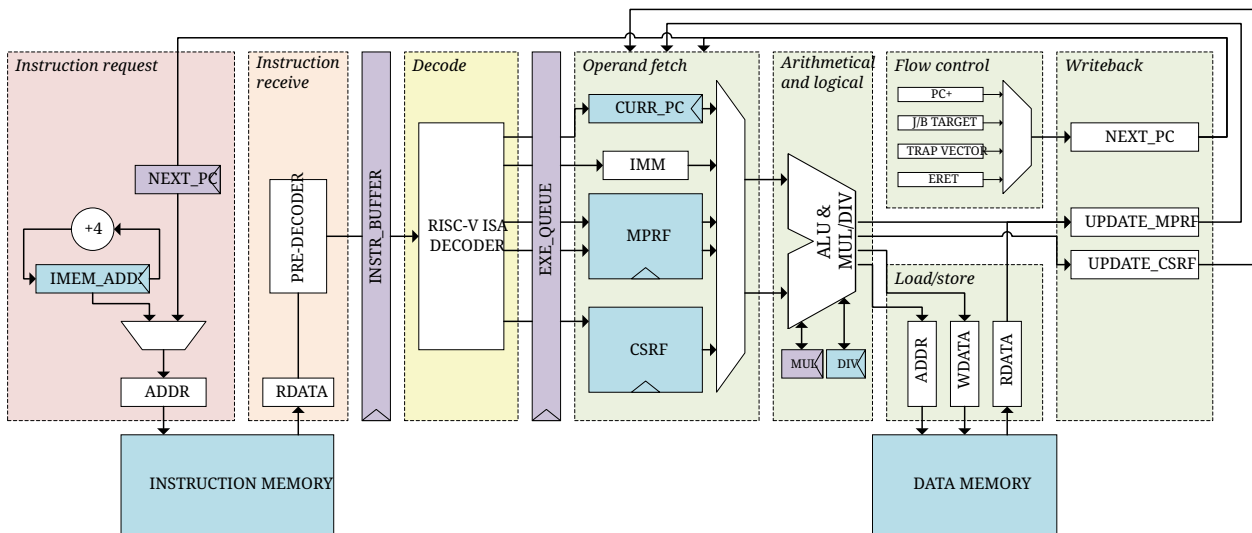 Instruction request
NEXT_PC
+4
IMEM_ADDR
ADDR
INSTRUCTION MEMORY
Instruction
receive
PRE-DECODER
RDATA
INSTR_BUFFER
Decode
RISC-V ISA
DECODER
EXE_QUEUE
Operand fetch
CURR_PC
IMM
MPRF
CSRF
Arithmetical
and logical
ALU &
MUL/DIV
MUL
DIV
Flow control
PC+
J/B TARGET
TRAP VECTOR
ERET
Load/store
ADDR
WDATA
RDATA
DATA MEMORY
Writeback
NEXT_PC
UPDATE_MPRF
UPDATE_CSRF